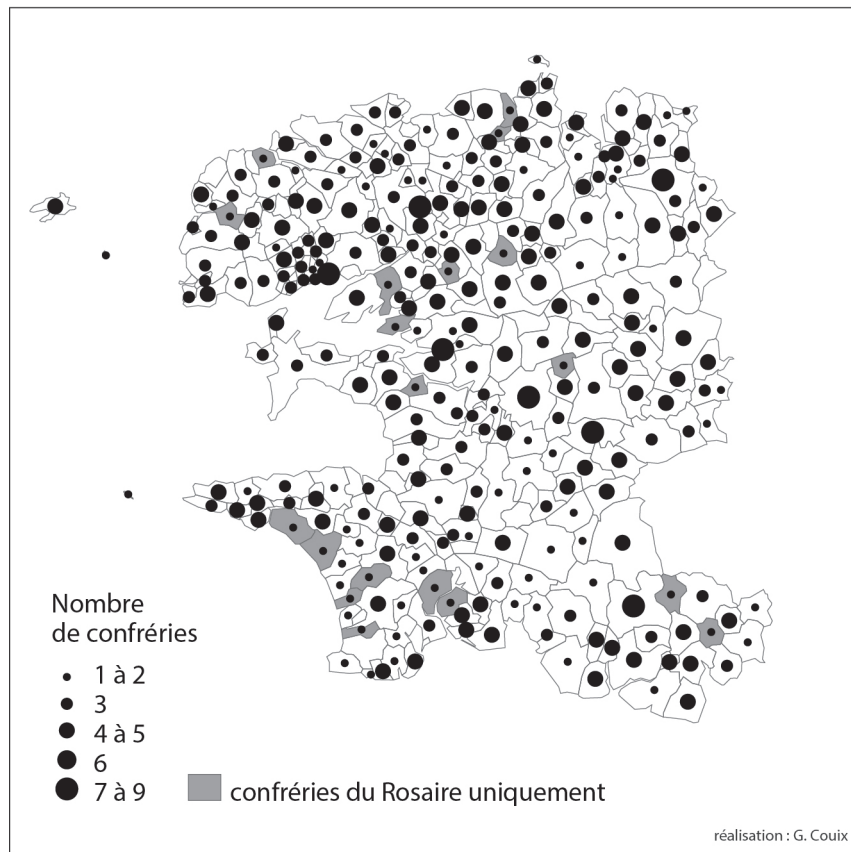 Nombre
de confréries
1 à 2
3
4 à 5
6
7 à 9
confréries du Rosaire uniquement
réalisation : G. Couix